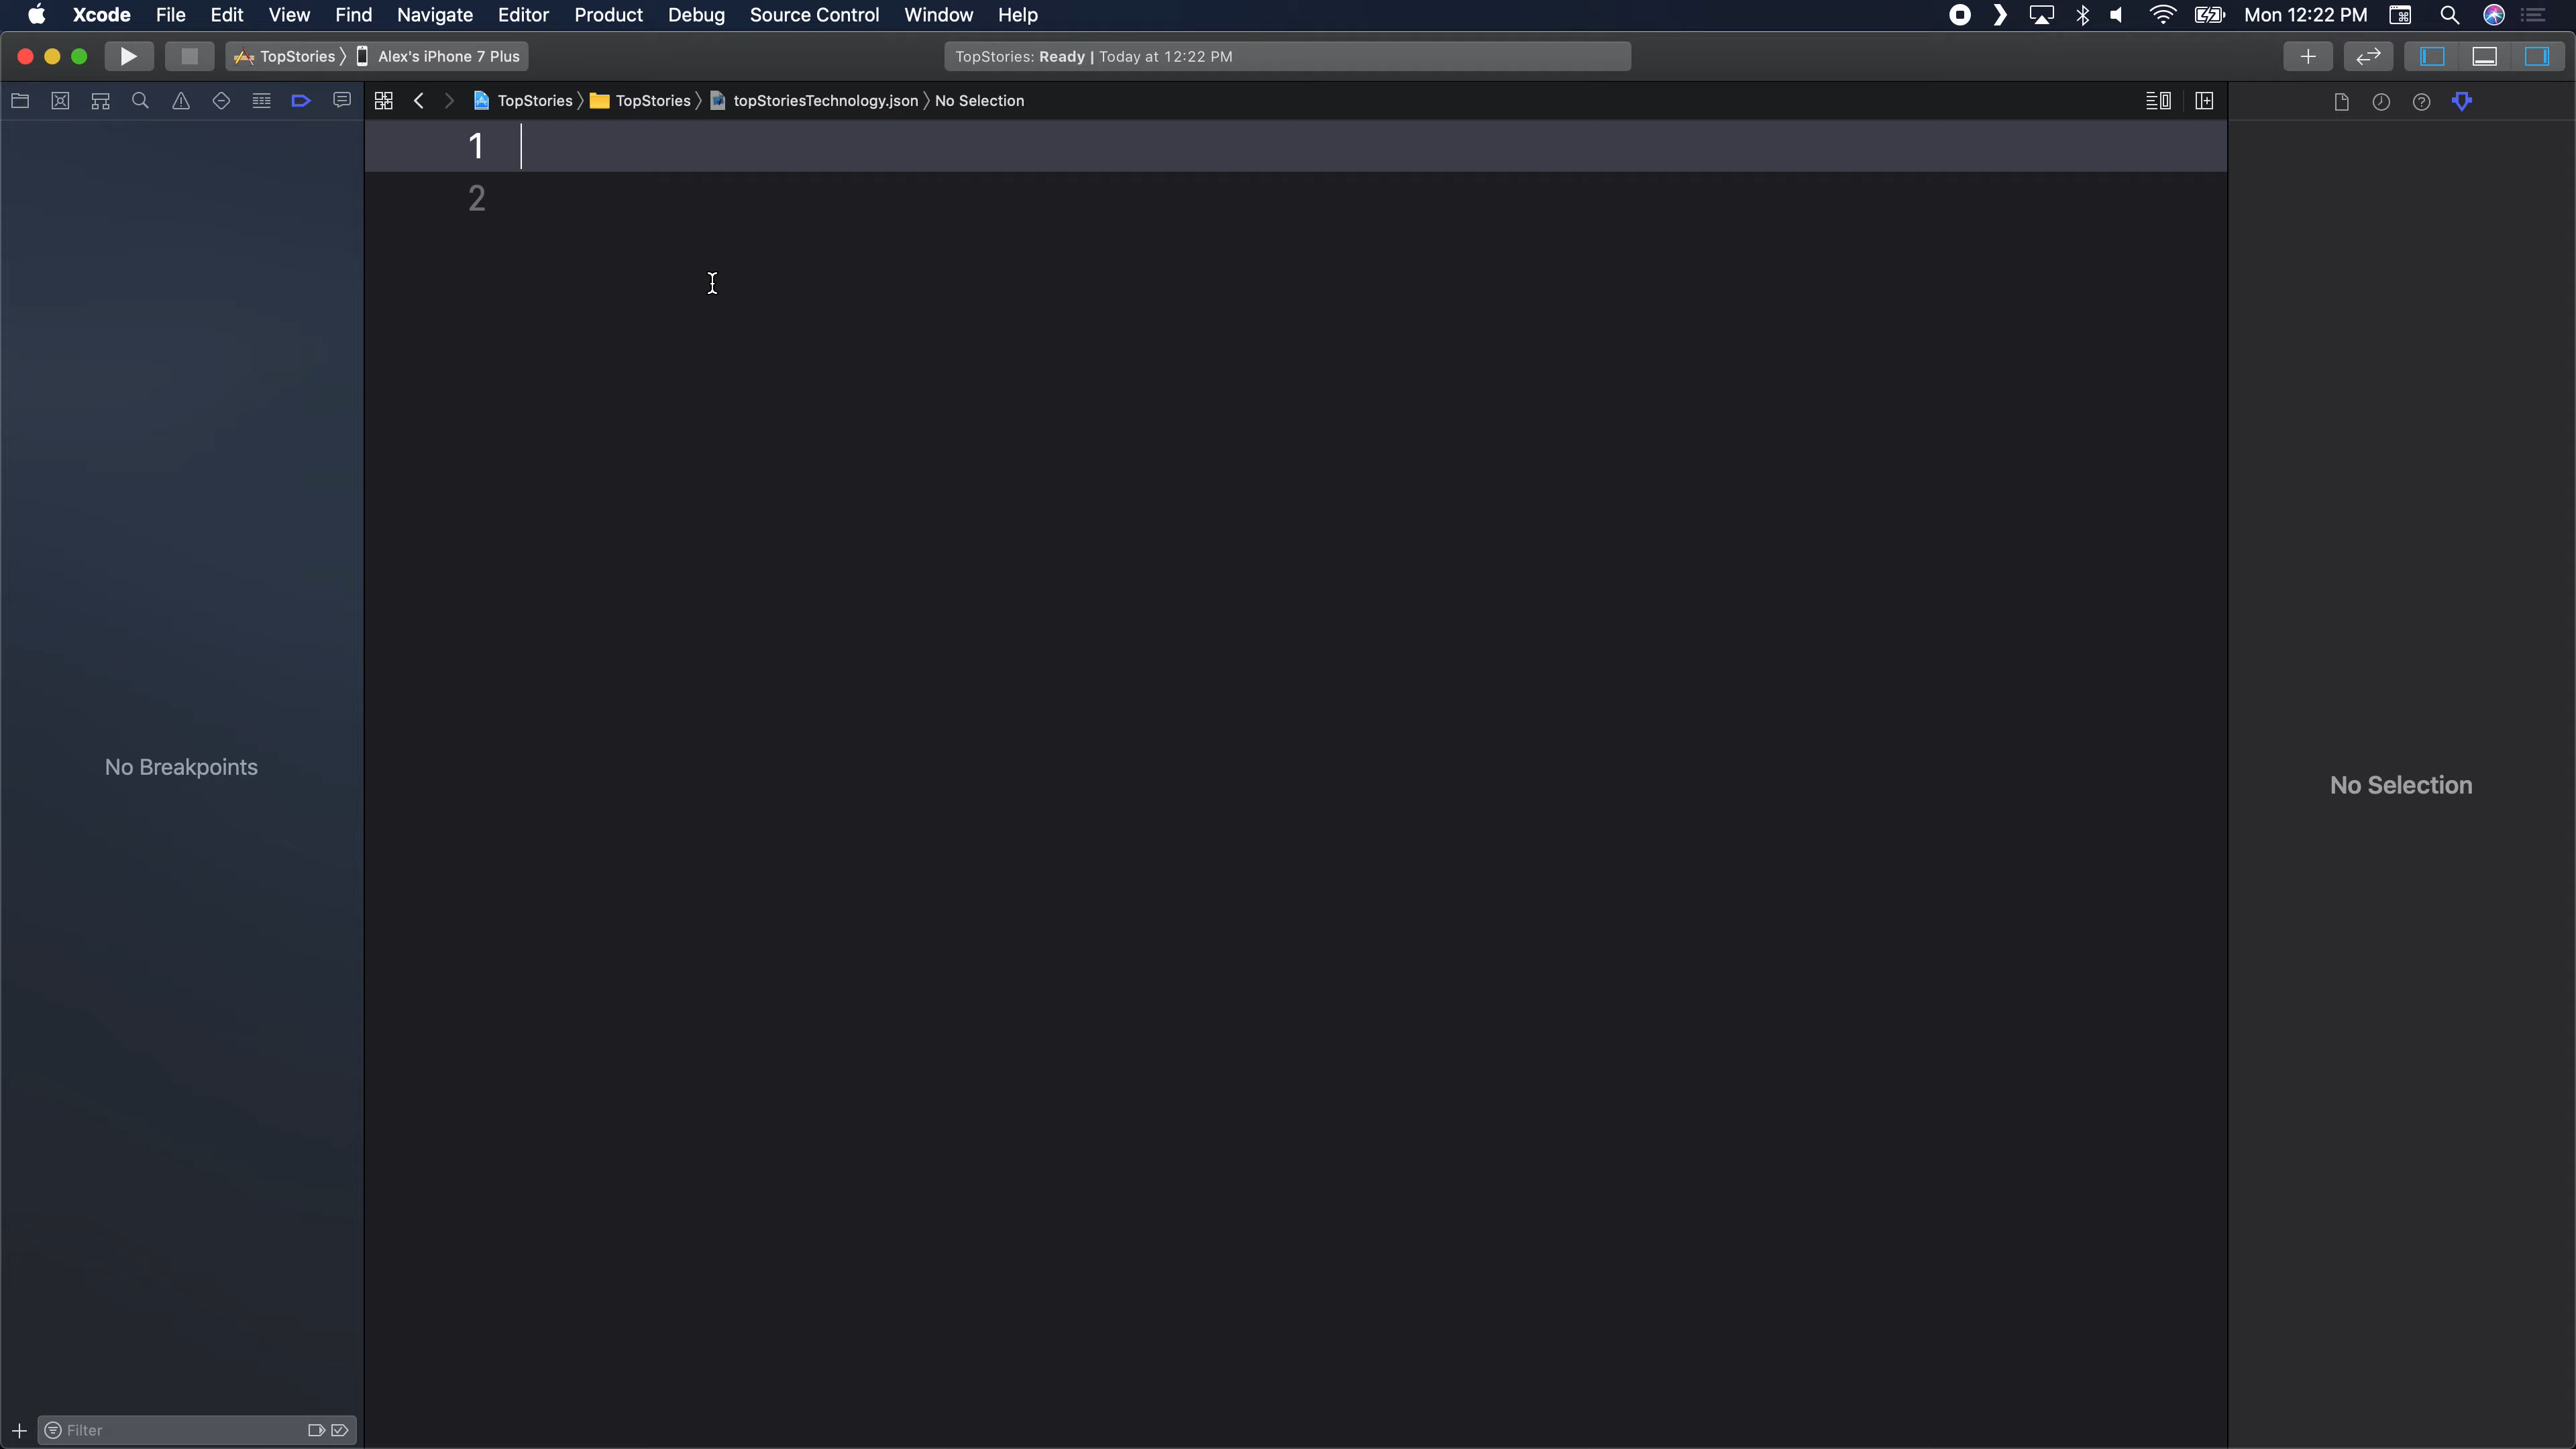 Xcode File Edit View Find Navigate Editor Product Debug Source Control Window Help Mon 12:22 PM
TopStories Alex's iPhone 7 Plus TopStories: Ready | Today at 12:22 PM
TopStories TopStories topStoriesTechnology.json No Selection
1
2
No Breakpoints
No Selection
Filter